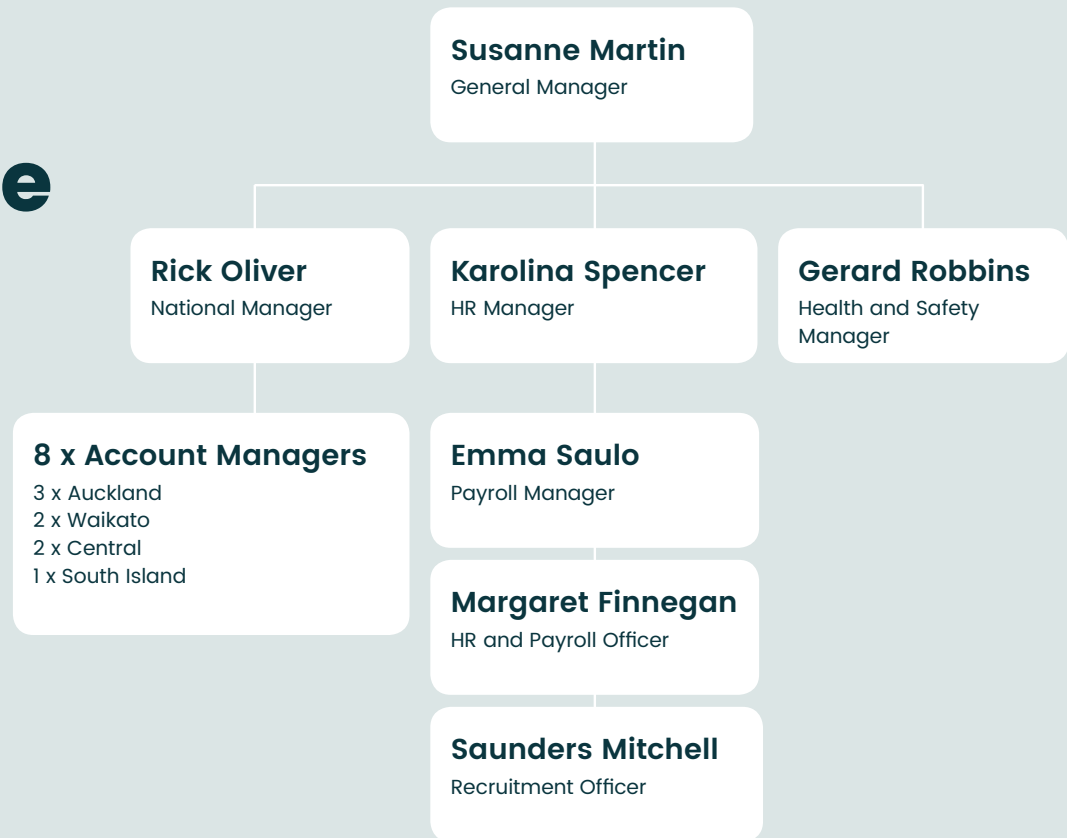 Susanne Martin
General Manager
e
Rick Oliver
National Manager
Karolina Spencer
HR Manager
Gerard Robbins
Health and Safety
Manager
8 x Account Managers
3 x Auckland
2 x Waikato
2 x Central
1 x South Island
Emma Saulo
Payroll Manager
Margaret Finnegan
HR and Payroll Officer
Saunders Mitchell
Recruitment Officer